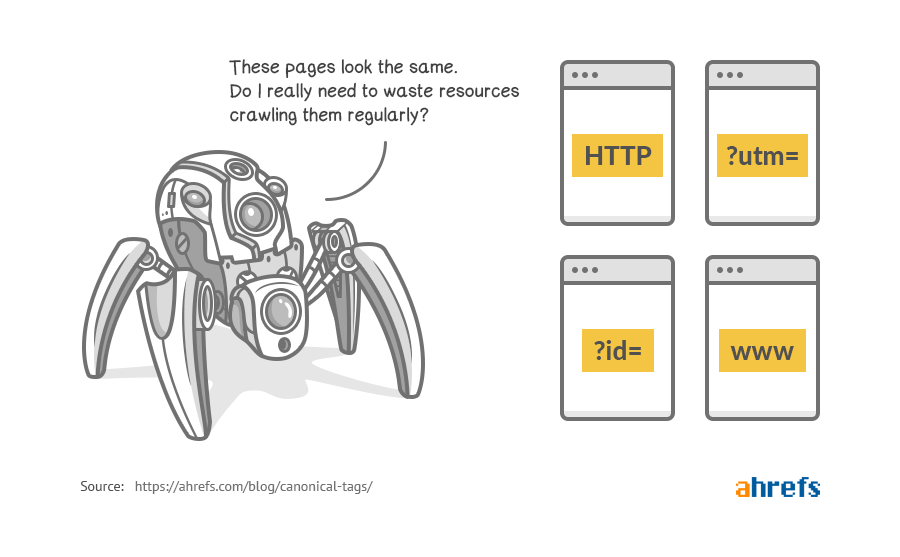 These pages look the same.
Do I really need to waste resources
crawling them regularly?
HTTP
?utm=
?id=
www
Source: https://ahrefs.com/blog/canonical-tags/
ahrefs